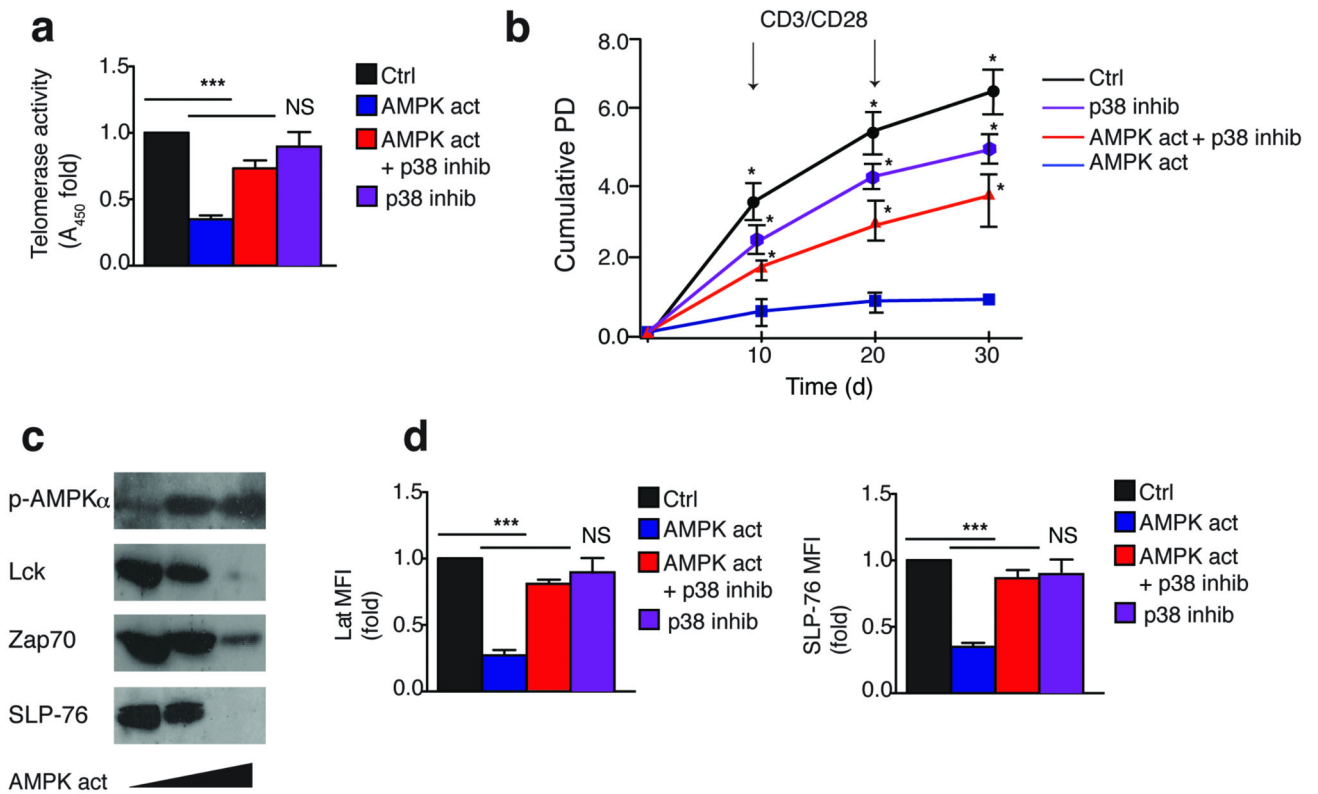 a
Telomerase activity
(A450 fold)
1.5
1.0
0.5
0.0
***
NS
Ctrl
AMPK act
AMPK act
+ p38 inhib
p38 inhib
b
CD3/CD28
Cumulative PD
8.0
6.0
4.0
2.0
0.0
* * *
* * *
* * *
10 20 30
Time (d)
Ctrl
p38 inhib
AMPK act + p38 inhib
AMPK act
c
p-AMPKα
Lck
Zap70
SLP-76
AMPK act
d
Lat MFI
(fold)
1.5
1.0
0.5
0.0
***
NS
Ctrl
AMPK act
AMPK act
+ p38 inhib
p38 inhib
SLP-76 MFI
(fold)
1.5
1.0
0.5
0.0
***
NS
Ctrl
AMPK act
AMPK act
+ p38 inhib
p38 inhib